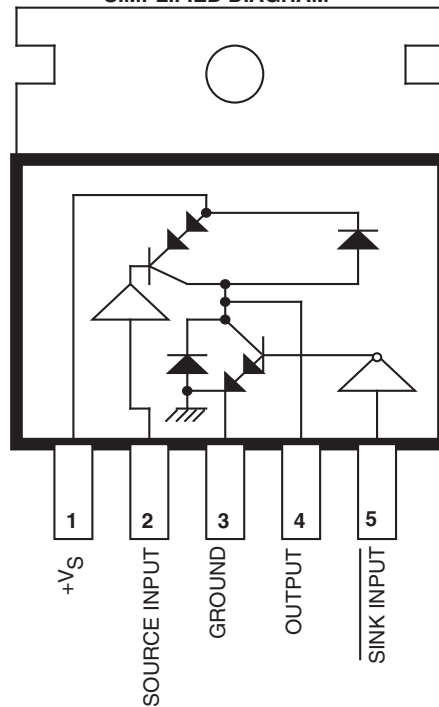 SIMPLIFIED DIAGRAM
1
2
3
4
5
+VS
SOURCE INPUT
GROUND
OUTPUT
SINK INPUT